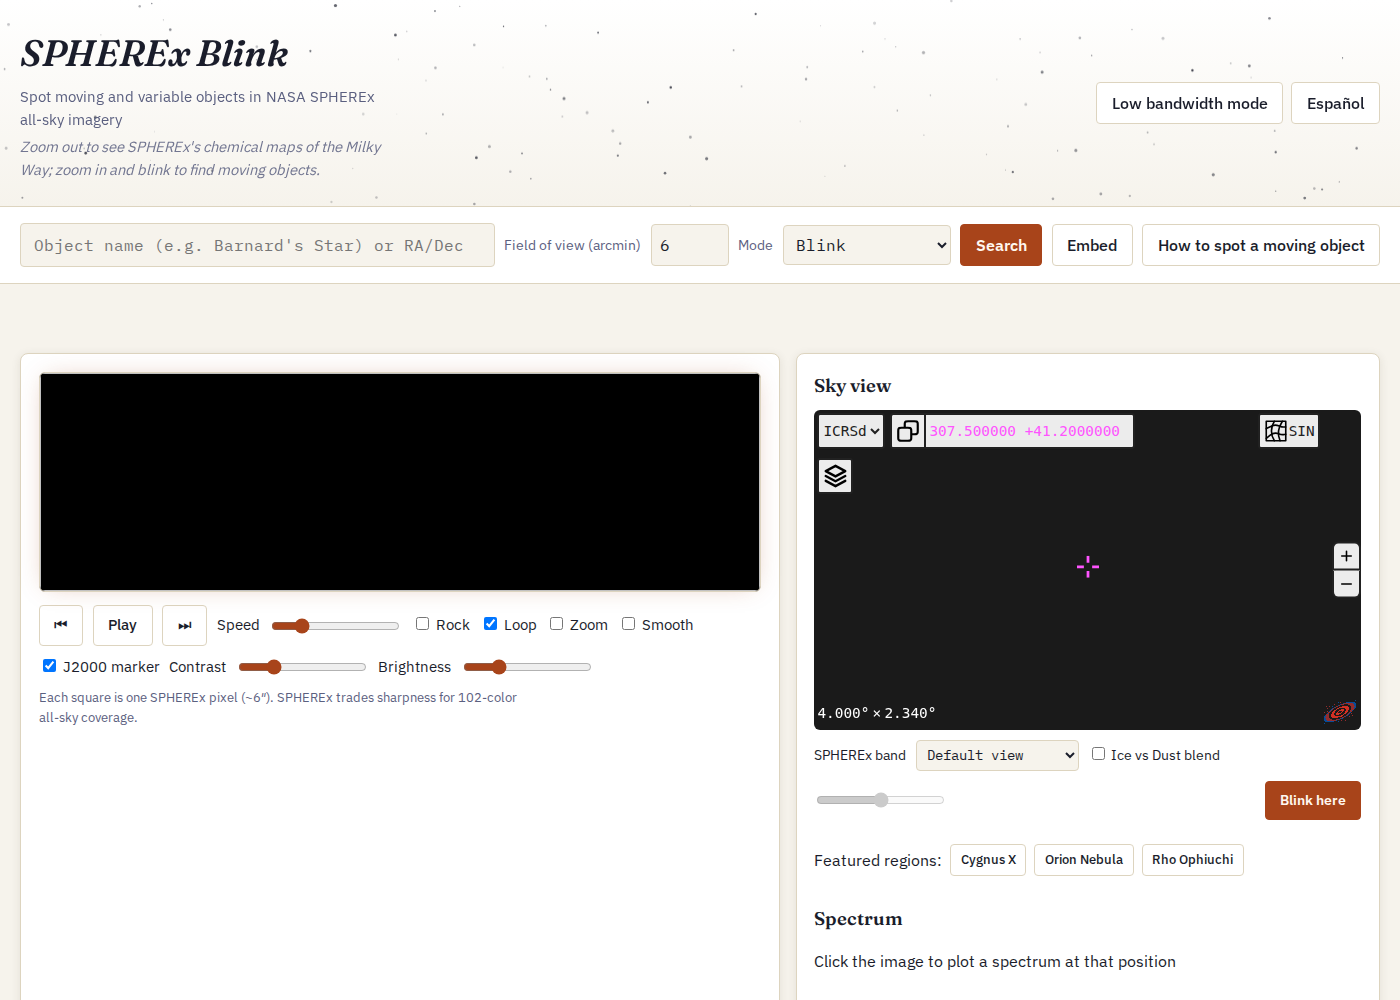 SPHEREx Blink
Spot moving and variable objects in NASA SPHEREx
all-sky imagery
Zoom out to see SPHEREx's chemical maps of the Milky
Way; zoom in and blink to find moving objects.
Low bandwidth mode
Español
Object name (e.g. Barnard's Star) or RA/Dec
Field of view (arcmin)
6
Mode
Blink
Search
Embed
How to spot a moving object
Play
Speed
Rock
Loop
Zoom
Smooth
J2000 marker
Contrast
Brightness
Each square is one SPHEREx pixel (~6″). SPHEREx trades sharpness for 102-color
all-sky coverage.
Sky view
ICRSd
307.500000 +41.2000000
SIN
+
−
4.000° × 2.340°
SPHEREx band
Default view
Ice vs Dust blend
Blink here
Featured regions:
Cygnus X
Orion Nebula
Rho Ophiuchi
Spectrum
Click the image to plot a spectrum at that position